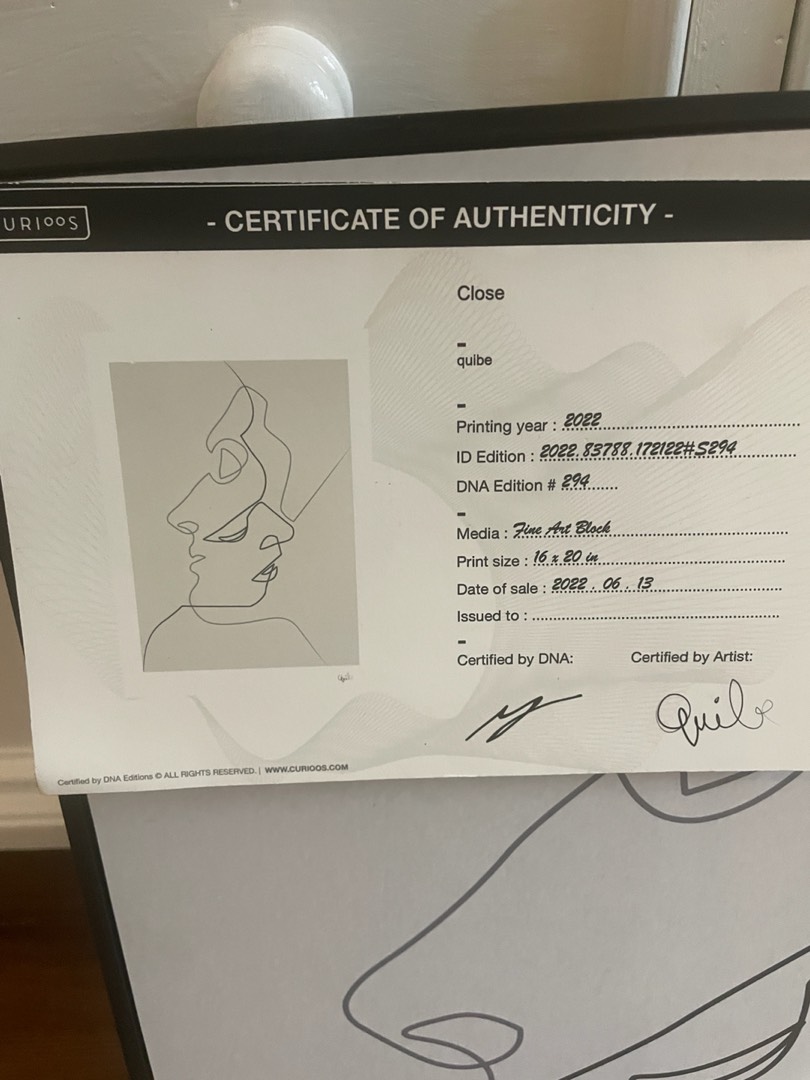 URIOOS
- CERTIFICATE OF AUTHENTICITY -
Close
–
quibe
–
Printing year : 2022
ID Edition : 2022.83788.172122#S294
DNA Edition # 294
–
Media : Fine Art Block
Print size : 16 x 20 in
Date of sale : 2022 . 06 . 13
Issued to :
–
Certified by DNA: Certified by Artist:
Quibe
Certified by DNA Editions © ALL RIGHTS RESERVED. | WWW.CURIOOS.COM